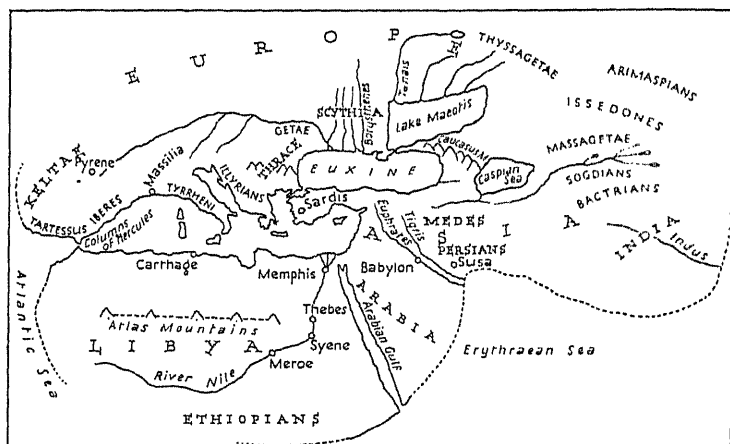 EUROPE
THYSSAGETAE
ARIMASPIANS
ISSEDONES
Tanais
SCYTHIA
Borysthenes
Lake Maeotis
GETAE
THRACE
EUXINE
Caucasus M
Caspian Sea
MASSAGETAE
SOGDIANS
BACTRIANS
KELTAE
Pyrene
Massilia
ILLYRIANS
TYRRHENI
IBERES
TARTESSUS
Columns of Hercules
Sardis
ASIA
MEDES
PERSIANS
Susa
INDIA
Indus
Tigris
Euphrates
Babylon
Carthage
Memphis
ARABIA
Arabian Gulf
Atlantic Sea
Atlas Mountains
Thebes
Syene
LIBYA
Meroe
River Nile
Erythraean Sea
ETHIOPIANS